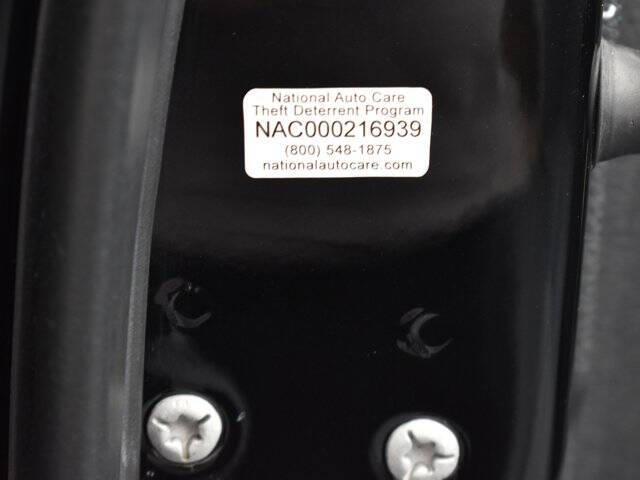 National Auto Care
Theft Deterrent Program
NAC000216939
(800) 548-1875
nationalautocare.com